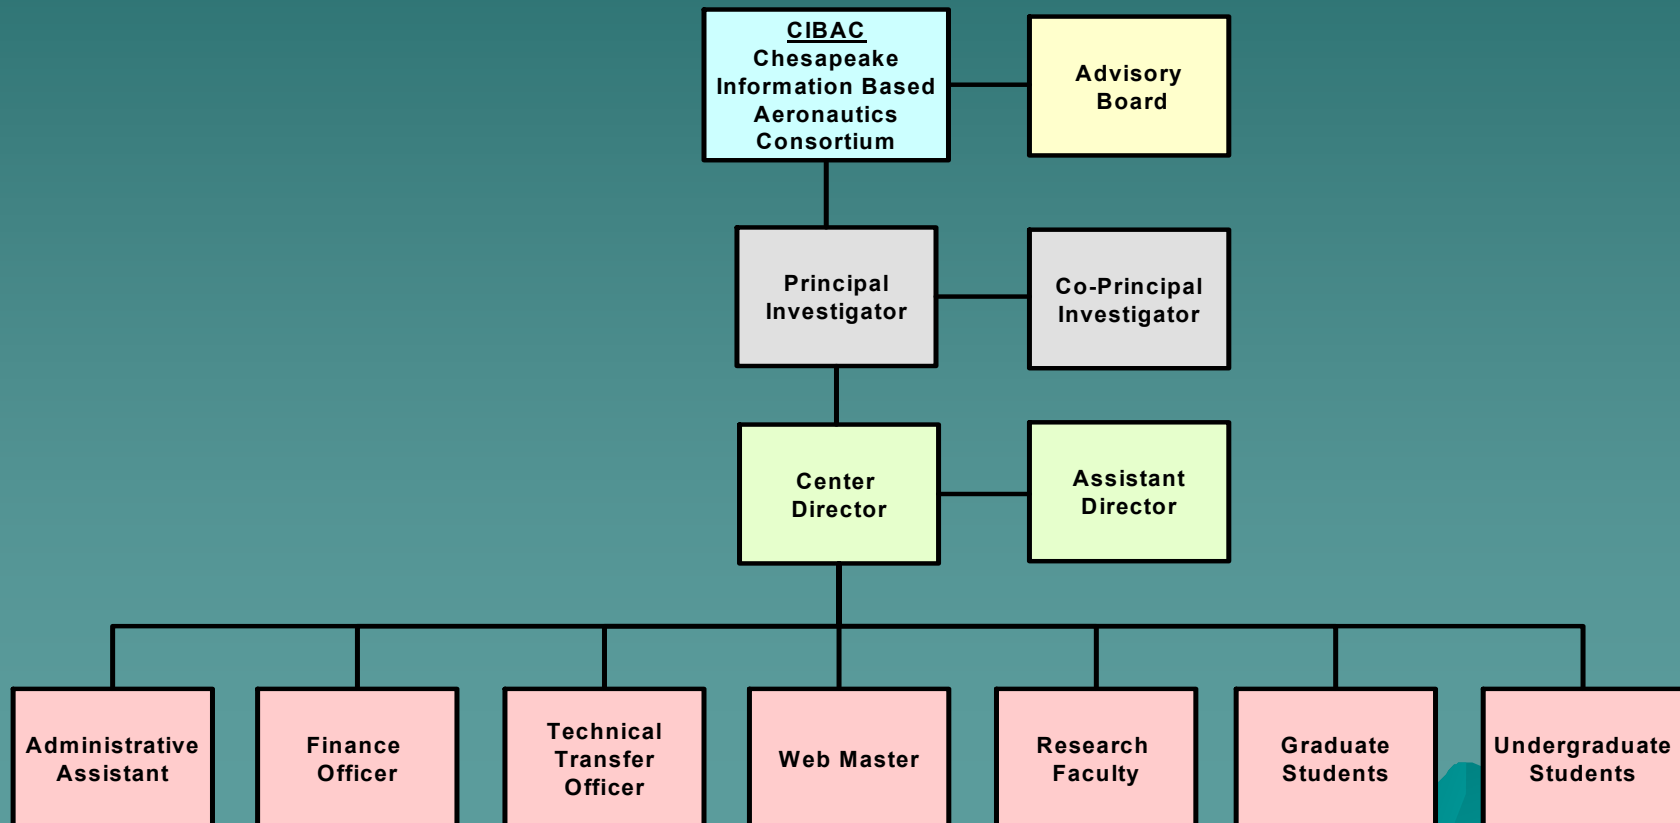 CIBAC
Chesapeake
Information Based
Aeronautics
Consortium
Advisory
Board
Principal
Investigator
Co-Principal
Investigator
Center
Director
Assistant
Director
Administrative
Assistant
Finance
Officer
Technical
Transfer
Officer
Web Master
Research
Faculty
Graduate
Students
Undergraduate
Students